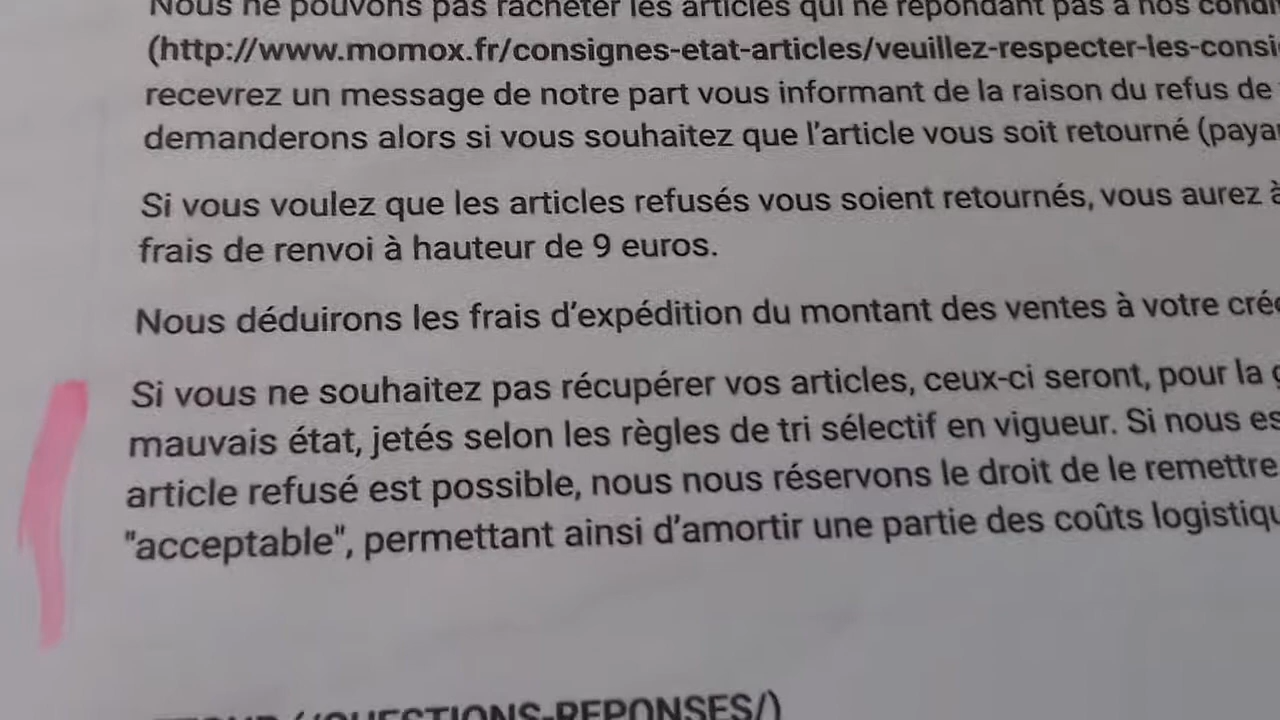 Nous ne pouvons pas racheter les articles qui ne répondant pas à nos
(http://www.momox.fr/consignes-etat-articles/veuillez-respecter-les-consi
recevrez un message de notre part vous informant de la raison du refus de
demanderons alors si vous souhaitez que l'article vous soit retourné (paya
Si vous voulez que les articles refusés vous soient retournés, vous aurez à
frais de renvoi à hauteur de 9 euros.
Nous déduirons les frais d'expédition du montant des ventes à votre cré
Si vous ne souhaitez pas récupérer vos articles, ceux-ci seront, pour la
mauvais état, jetés selon les règles de tri sélectif en vigueur. Si nous es
article refusé est possible, nous nous réservons le droit de le remettre
"acceptable", permettant ainsi d'amortir une partie des coûts logistiqu
(/QUESTIONS-REPONSES/)